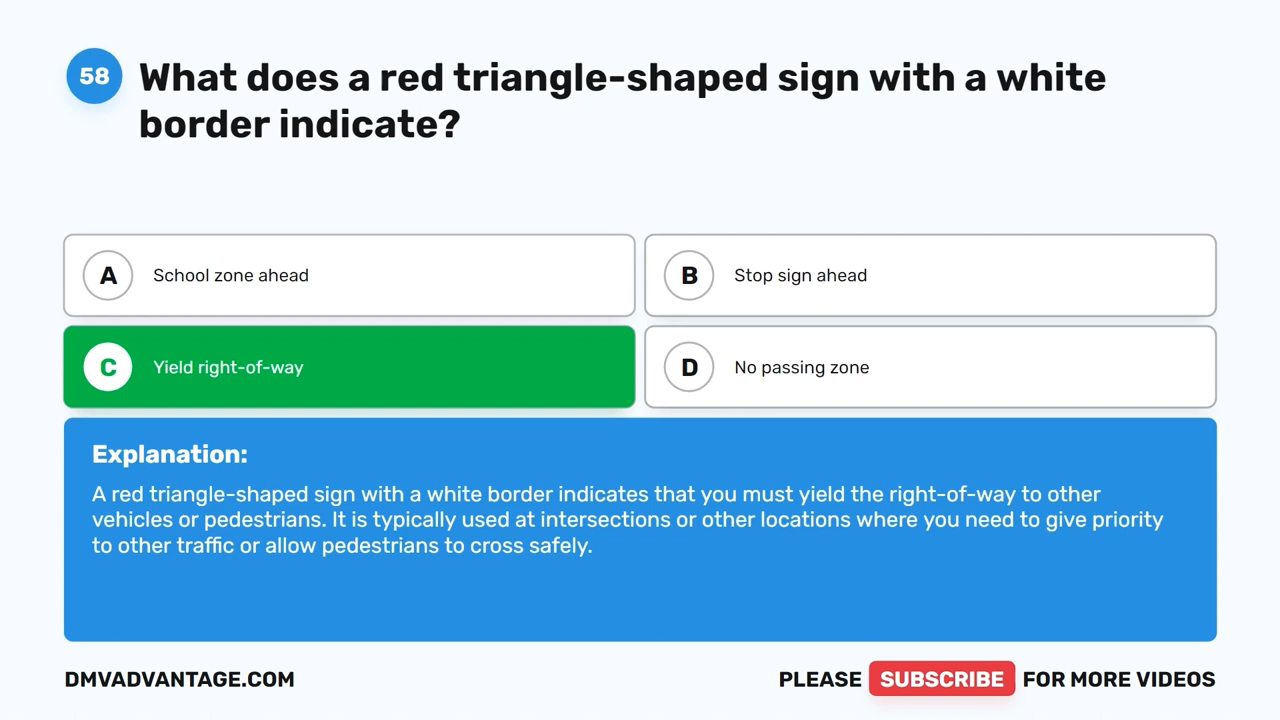 58
What does a red triangle-shaped sign with a white
border indicate?
A School zone ahead
B Stop sign ahead
C Yield right-of-way
D No passing zone
Explanation:
A red triangle-shaped sign with a white border indicates that you must yield the right-of-way to other
vehicles or pedestrians. It is typically used at intersections or other locations where you need to give priority
to other traffic or allow pedestrians to cross safely.
DMVADVANTAGE.COM
PLEASE SUBSCRIBE FOR MORE VIDEOS